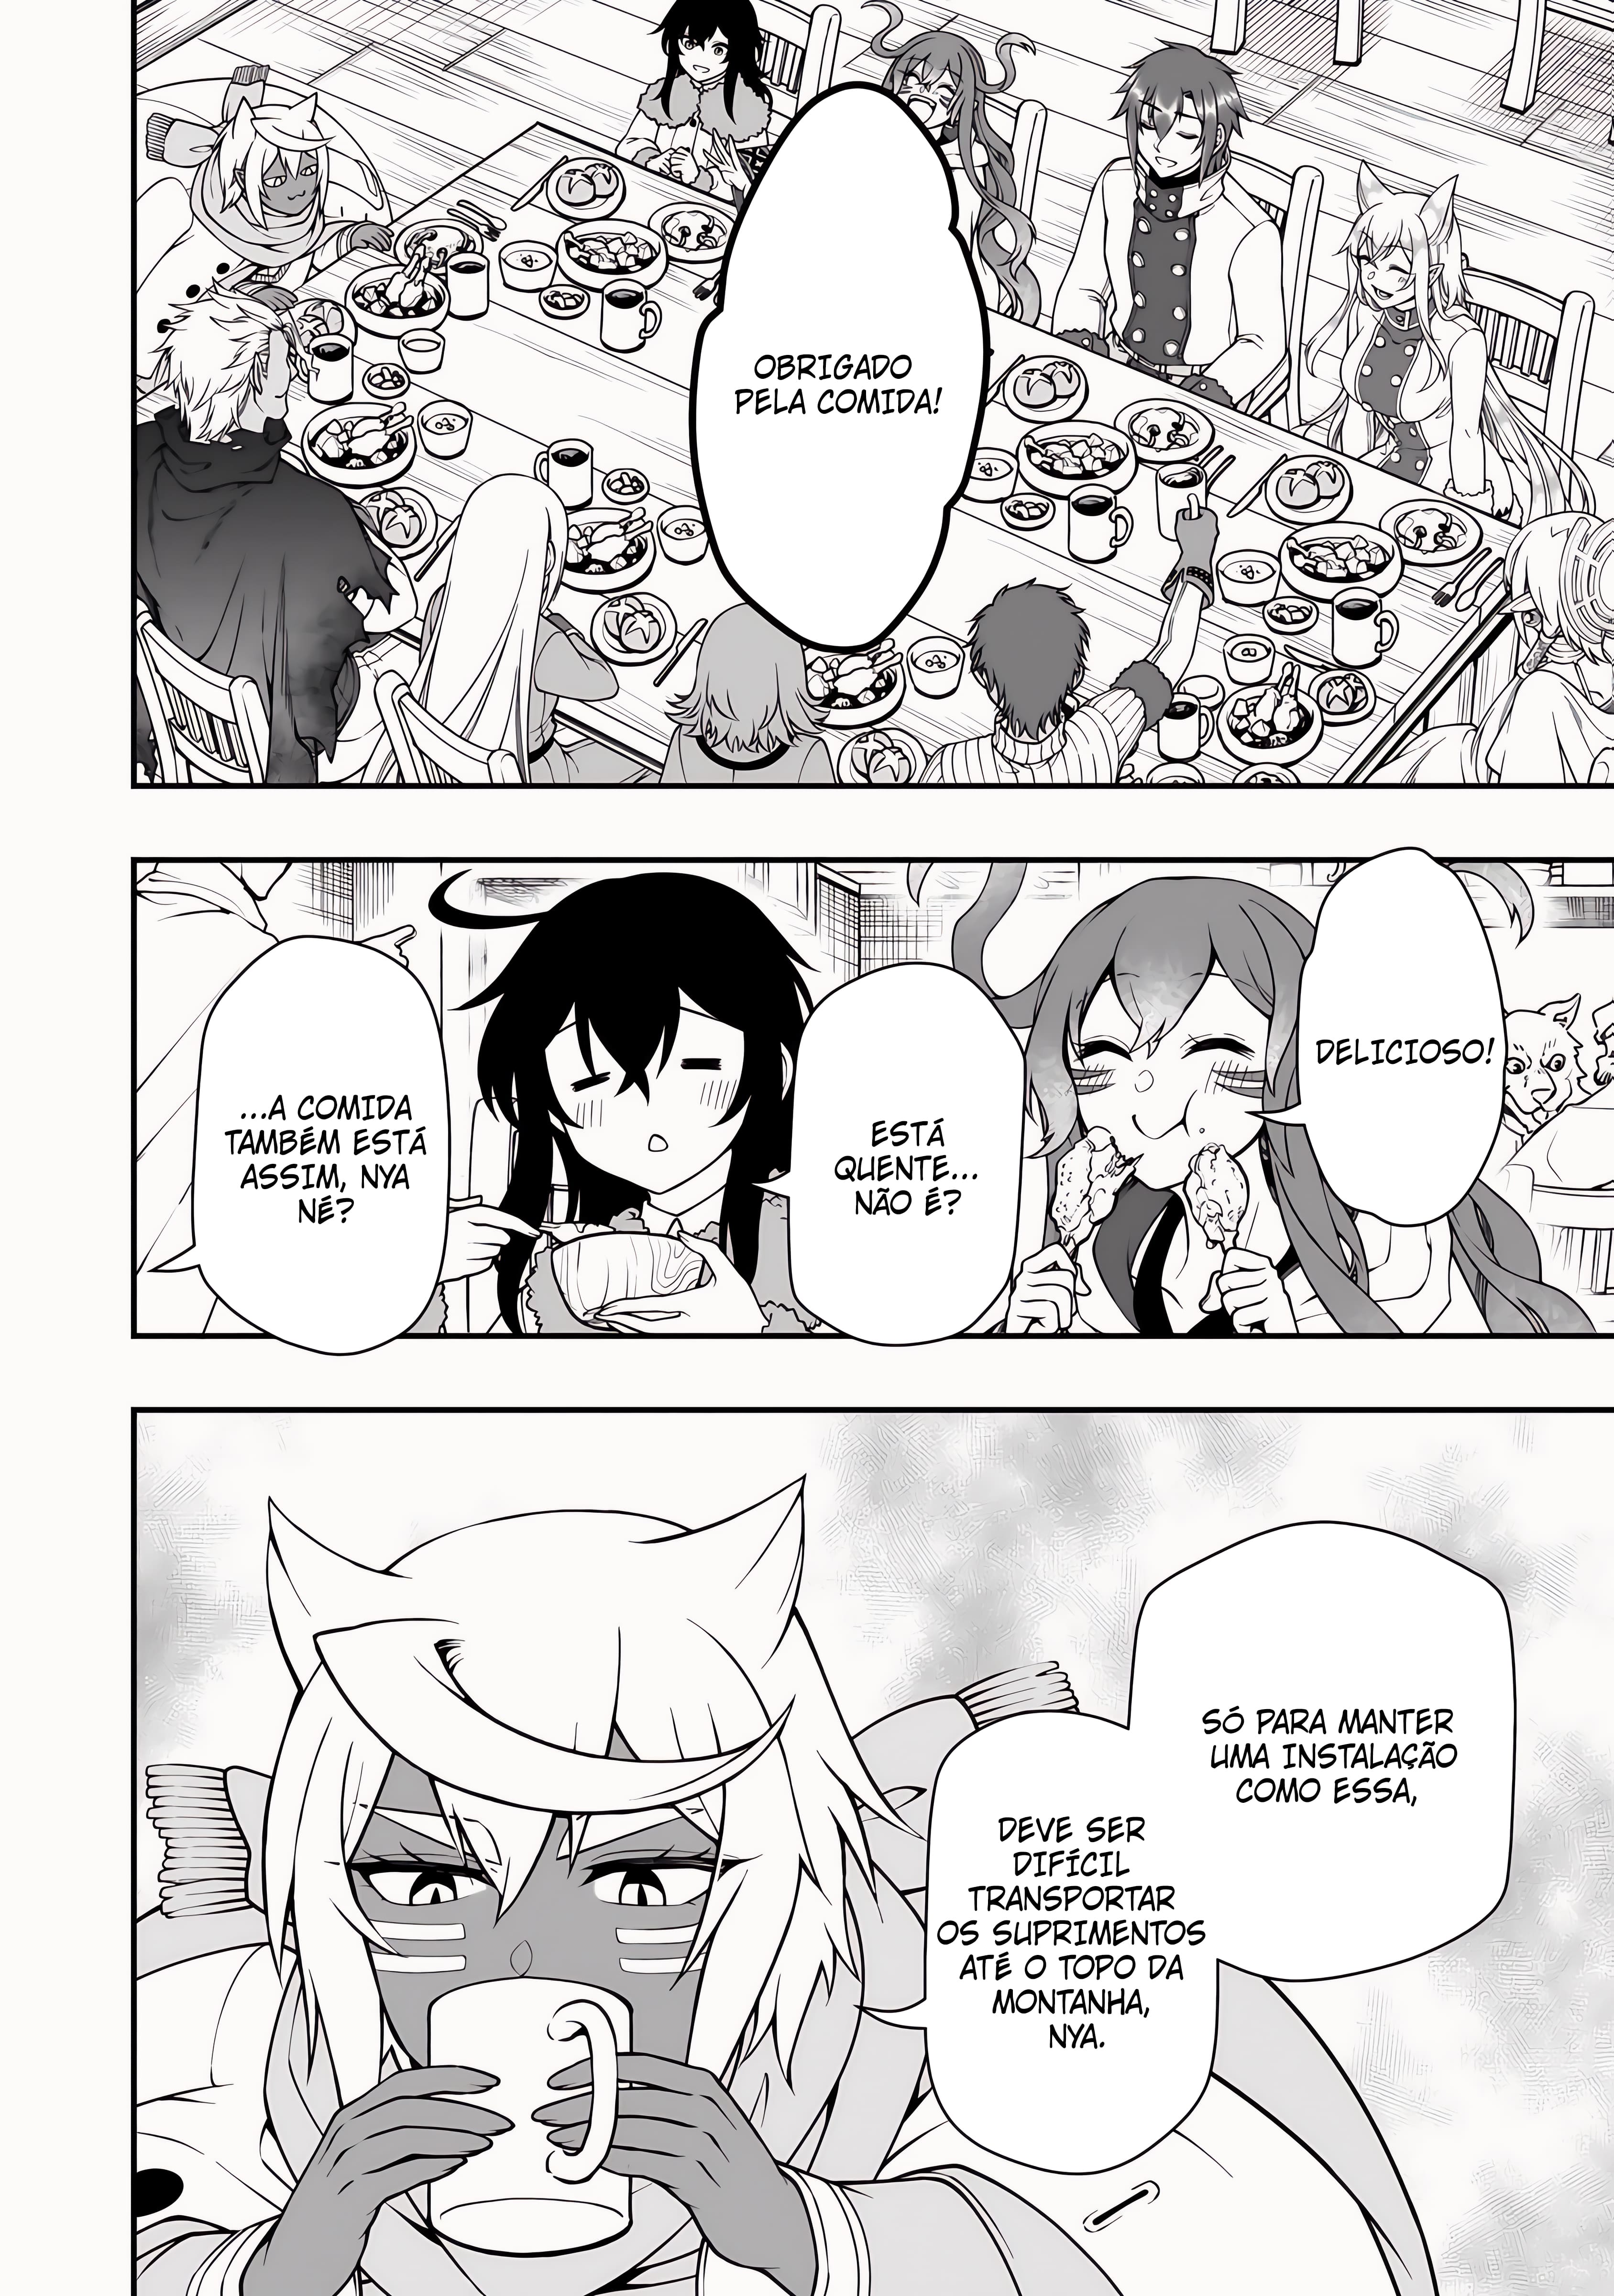 OBRIGADO
PELA COMIDA!
DELICIOSO!
ESTÁ
QUENTE...
NÃO É?
...A COMIDA
TAMBÉM ESTÁ
ASSIM, NYA
NÉ?
SÓ PARA MANTER
UMA INSTALAÇÃO
COMO ESSA,
DEVE SER
DIFÍCIL
TRANSPORTAR
OS SUPRIMENTOS
ATÉ O TOPO DA
MONTANHA,
NYA.